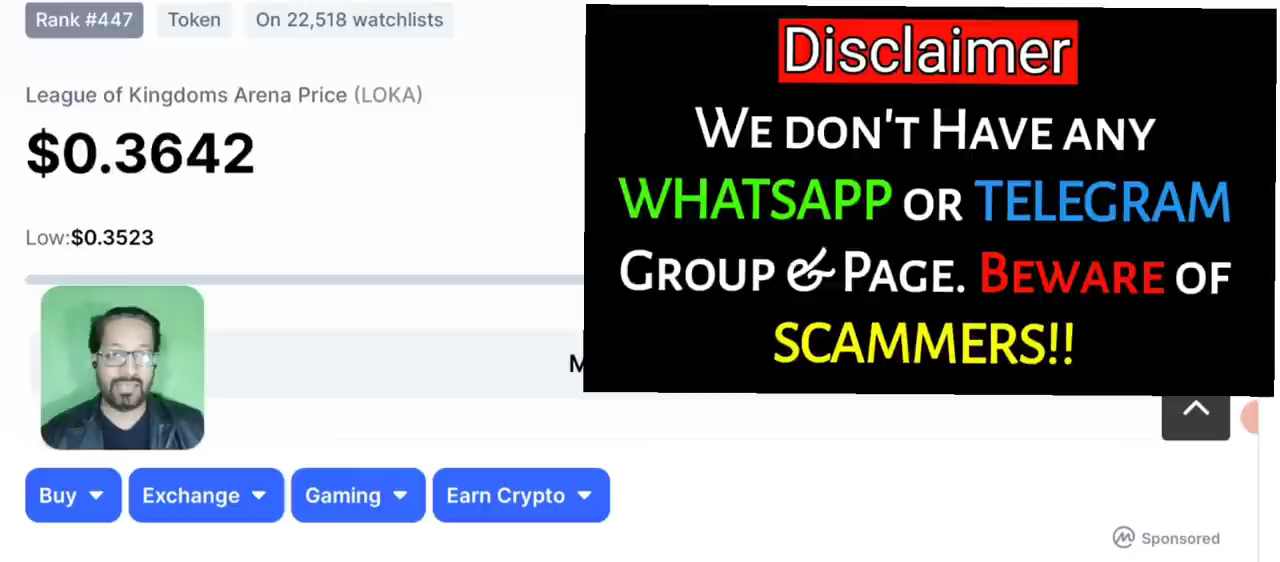 Rank #447 Token On 22,518 watchlists
League of Kingdoms Arena Price (LOKA)
$0.3642
Low:$0.3523
M
Buy Exchange Gaming Earn Crypto
Sponsored
Disclaimer
WE DON'T HAVE ANY
WHATSAPP OR TELEGRAM
GROUP & PAGE. BEWARE OF
SCAMMERS!!